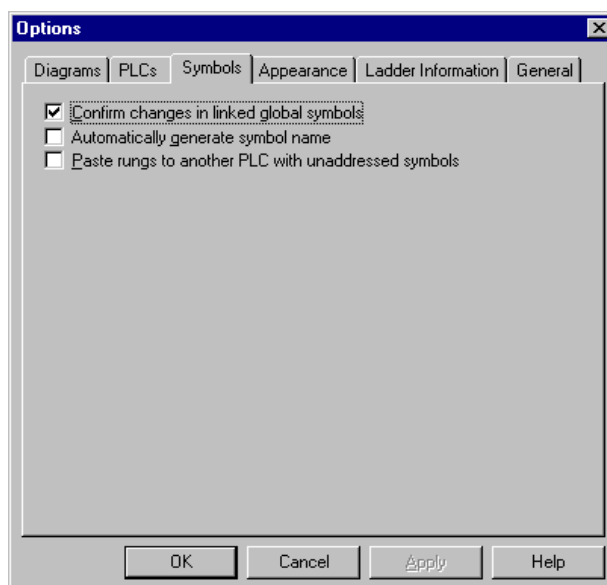 Options
Diagrams PLCs Symbols Appearance Ladder Information General
Confirm changes in linked global symbols
Automatically generate symbol name
Paste rungs to another PLC with unaddressed symbols
OK Cancel Apply Help